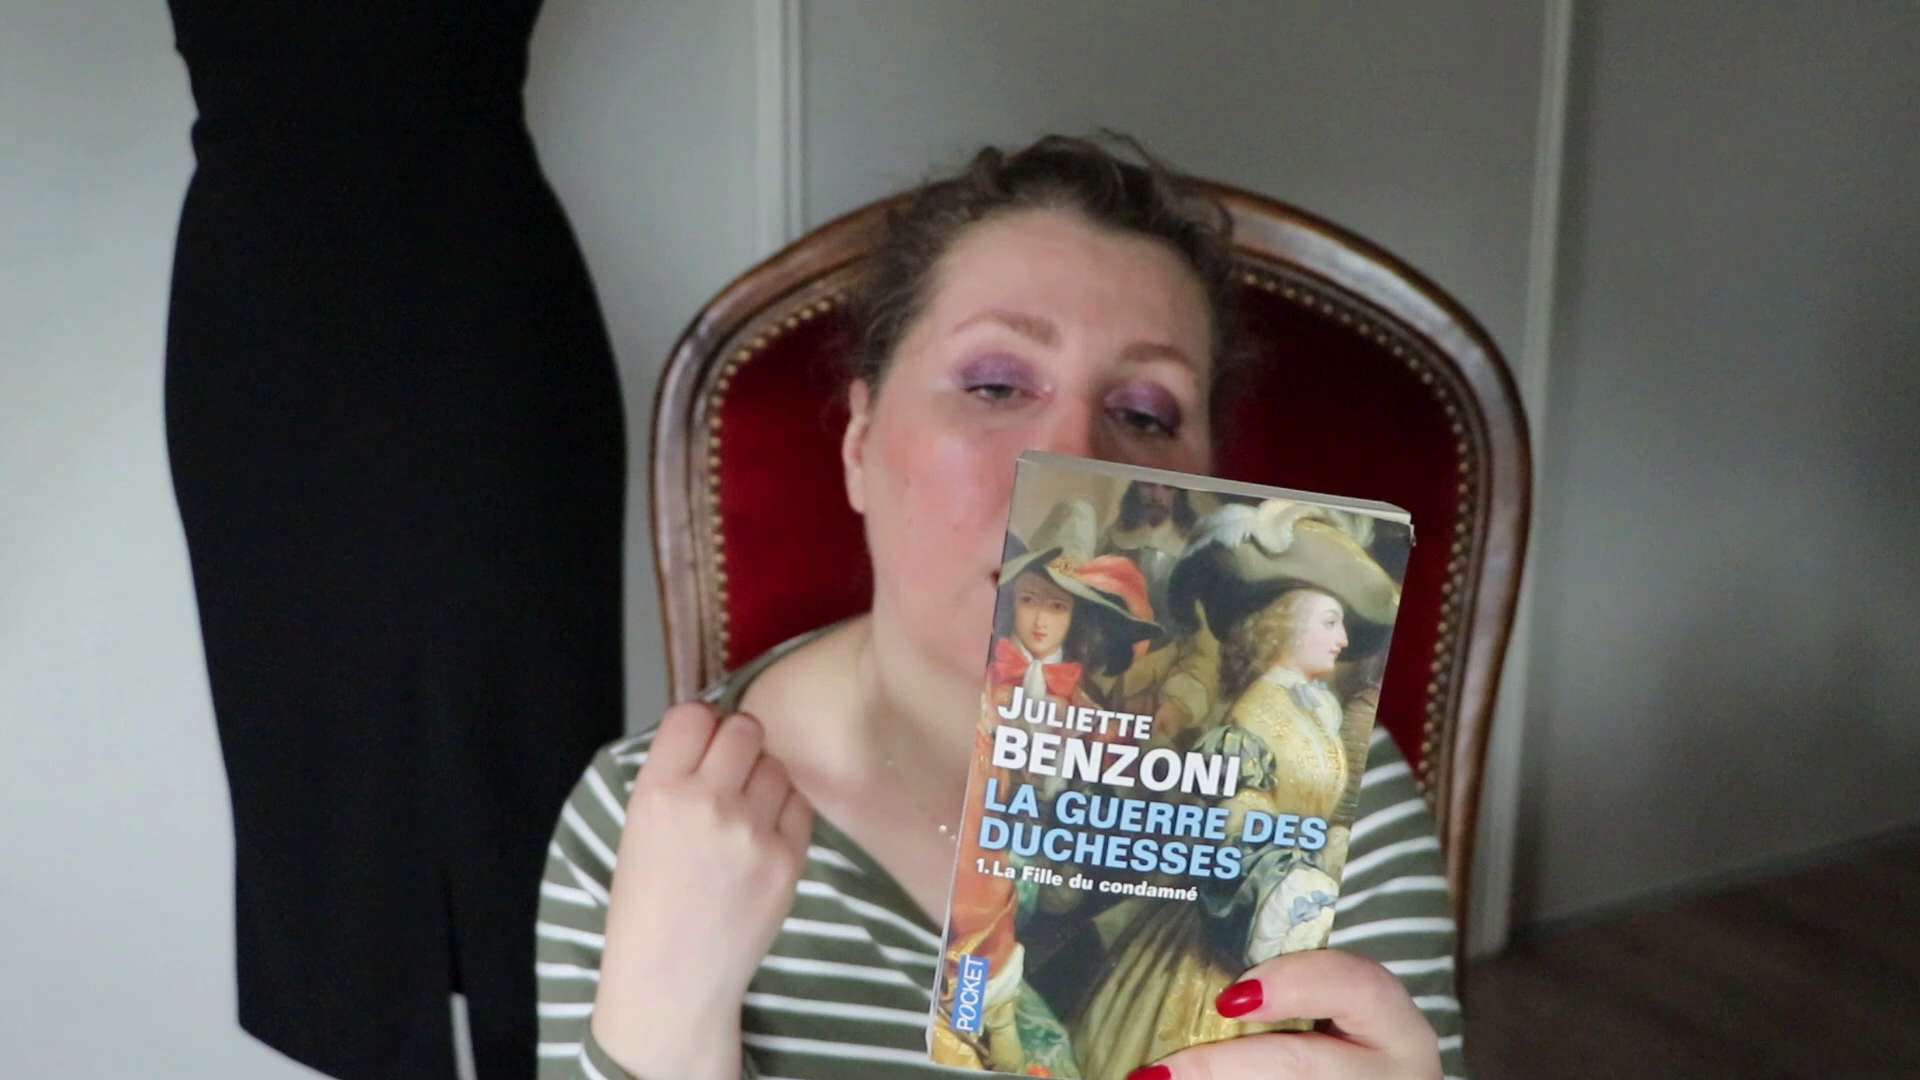 JULIETTE
BENZONI
LA GUERRE DES
DUCHESSES
1. La Fille du condamné
POCKET